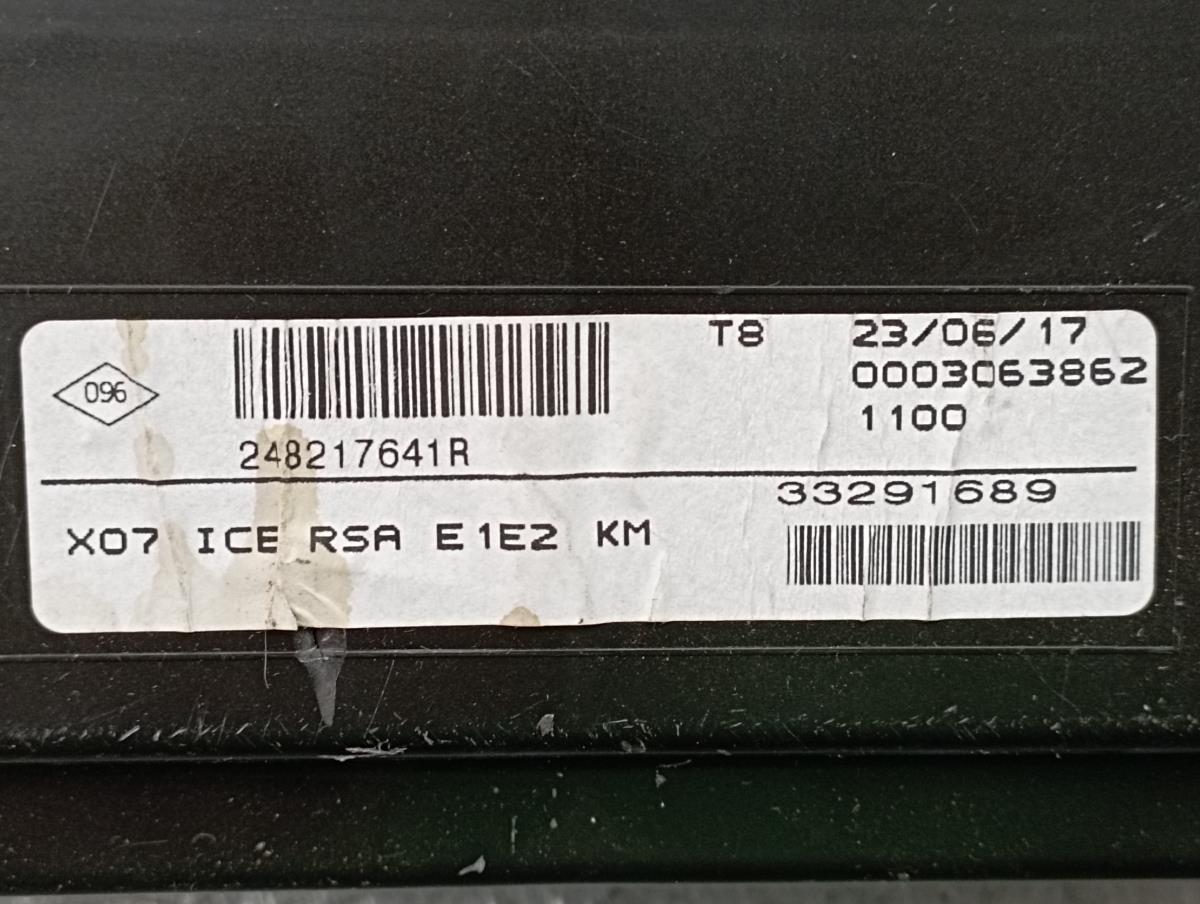 T8 23/06/17
096
0003063862
1100
248217641R
33291689
X07 ICE RSA E1E2 KM